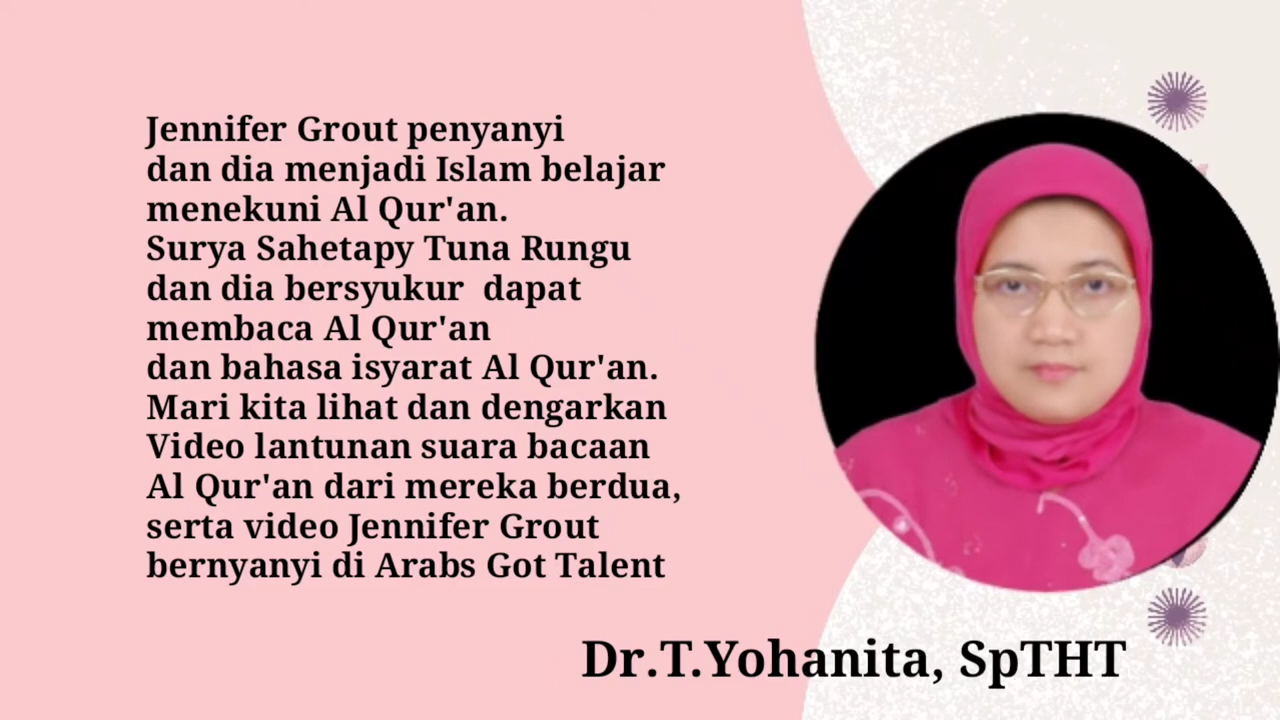 Jennifer Grout penyanyi
dan dia menjadi Islam belajar
menekuni Al Qur'an.
Surya Sahetapy Tuna Rungu
dan dia bersyukur  dapat
membaca Al Qur'an
dan bahasa isyarat Al Qur'an.
Mari kita lihat dan dengarkan
Video lantunan suara bacaan
Al Qur'an dari mereka berdua,
serta video Jennifer Grout
bernyanyi di Arabs Got Talent
Dr.T.Yohanita, SpTHT